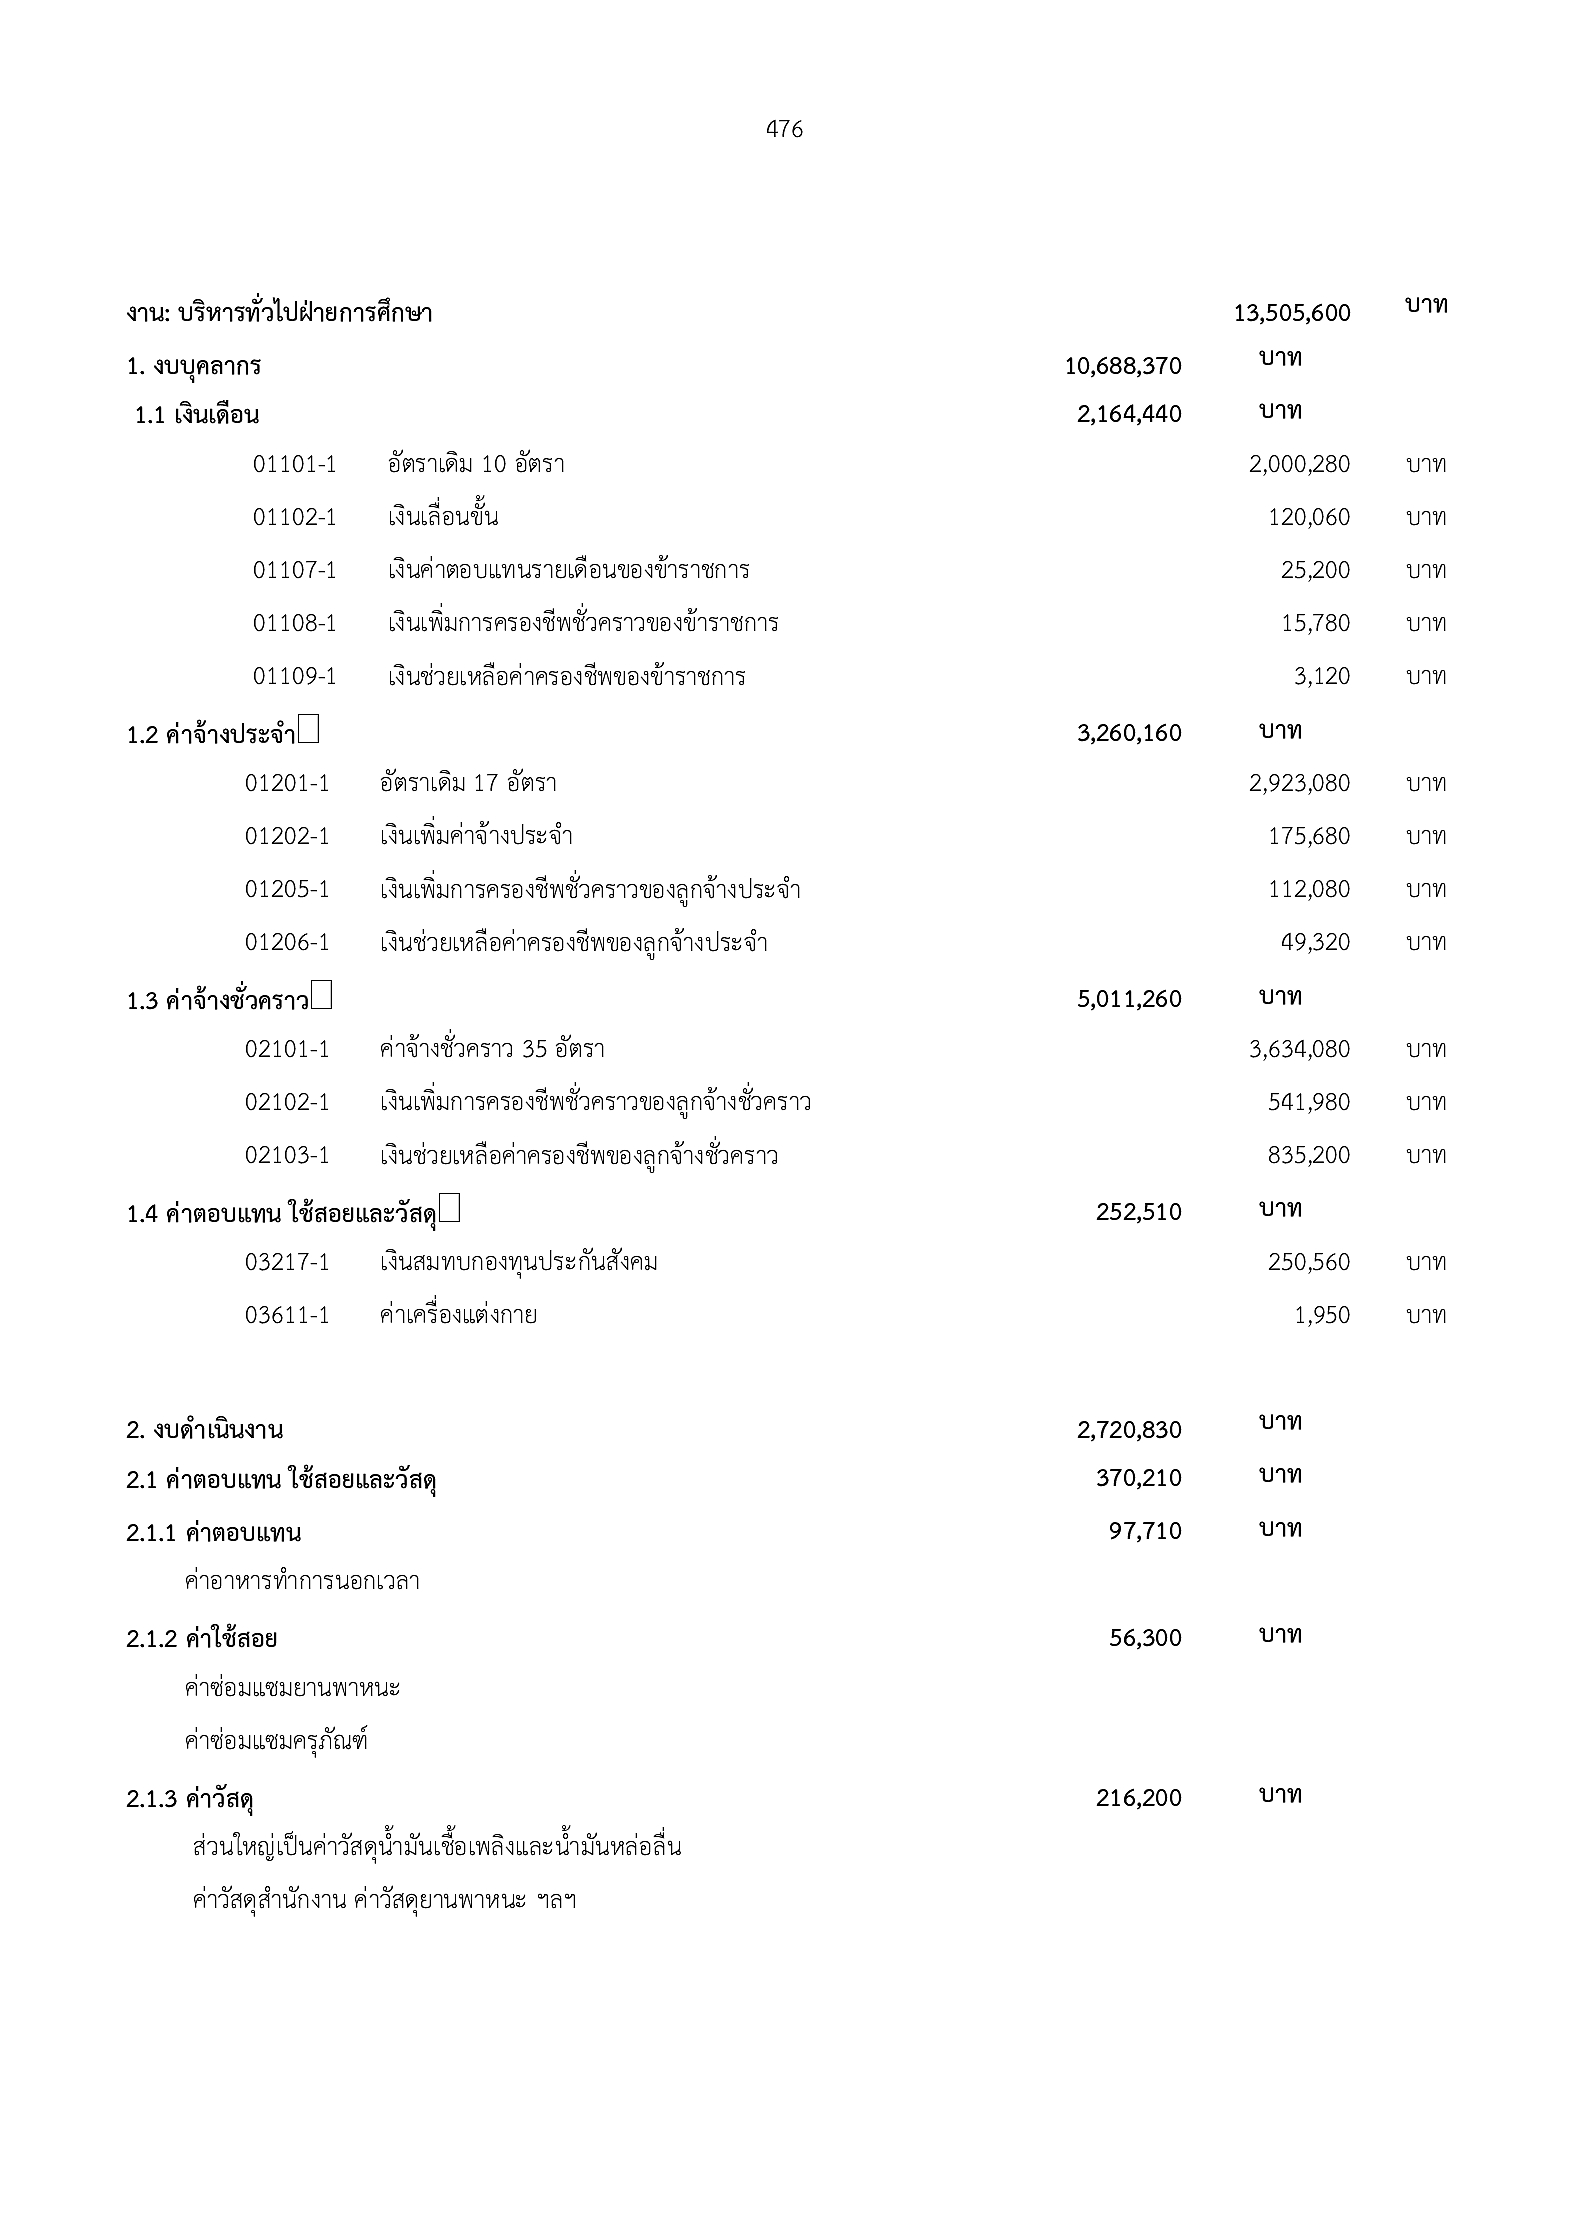 476
งาน: บริหารทั่วไปฝ่ายการศึกษา 13,505,600 บาท
1. งบบุคลากร 10,688,370 บาท
1.1 เงินเดือน 2,164,440 บาท
01101-1 อัตราเดิม 10 อัตรา 2,000,280 บาท
01102-1 เงินเลื่อนขั้น 120,060 บาท
01107-1 เงินค่าตอบแทนรายเดือนของข้าราชการ 25,200 บาท
01108-1 เงินเพิ่มการครองชีพชั่วคราวของข้าราชการ 15,780 บาท
01109-1 เงินช่วยเหลือค่าครองชีพของข้าราชการ 3,120 บาท
1.2 ค่าจ้างประจำ 3,260,160 บาท
01201-1 อัตราเดิม 17 อัตรา 2,923,080 บาท
01202-1 เงินเพิ่มค่าจ้างประจำ 175,680 บาท
01205-1 เงินเพิ่มการครองชีพชั่วคราวของลูกจ้างประจำ 112,080 บาท
01206-1 เงินช่วยเหลือค่าครองชีพของลูกจ้างประจำ 49,320 บาท
1.3 ค่าจ้างชั่วคราว 5,011,260 บาท
02101-1 ค่าจ้างชั่วคราว 35 อัตรา 3,634,080 บาท
02102-1 เงินเพิ่มการครองชีพชั่วคราวของลูกจ้างชั่วคราว 541,980 บาท
02103-1 เงินช่วยเหลือค่าครองชีพของลูกจ้างชั่วคราว 835,200 บาท
1.4 ค่าตอบแทน ใช้สอยและวัสดุ 252,510 บาท
03217-1 เงินสมทบกองทุนประกันสังคม 250,560 บาท
03611-1 ค่าเครื่องแต่งกาย 1,950 บาท
2. งบดำเนินงาน 2,720,830 บาท
2.1 ค่าตอบแทน ใช้สอยและวัสดุ 370,210 บาท
2.1.1 ค่าตอบแทน 97,710 บาท
ค่าอาหารทำการนอกเวลา
2.1.2 ค่าใช้สอย 56,300 บาท
ค่าซ่อมแซมยานพาหนะ
ค่าซ่อมแซมครุภัณฑ์
2.1.3 ค่าวัสดุ 216,200 บาท
ส่วนใหญ่เป็นค่าวัสดุน้ำมันเชื้อเพลิงและน้ำมันหล่อลื่น
ค่าวัสดุสำนักงาน ค่าวัสดุยานพาหนะ ฯลฯ